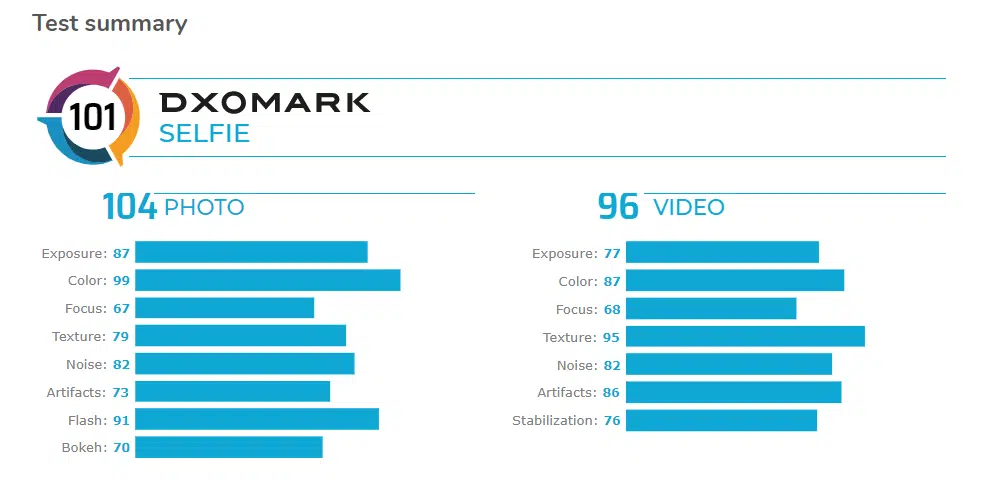 Test summary
101
DXOMARK
SELFIE
104 PHOTO
Exposure: 87
Color: 99
Focus: 67
Texture: 79
Noise: 82
Artifacts: 73
Flash: 91
Bokeh: 70
96 VIDEO
Exposure: 77
Color: 87
Focus: 68
Texture: 95
Noise: 82
Artifacts: 86
Stabilization: 76